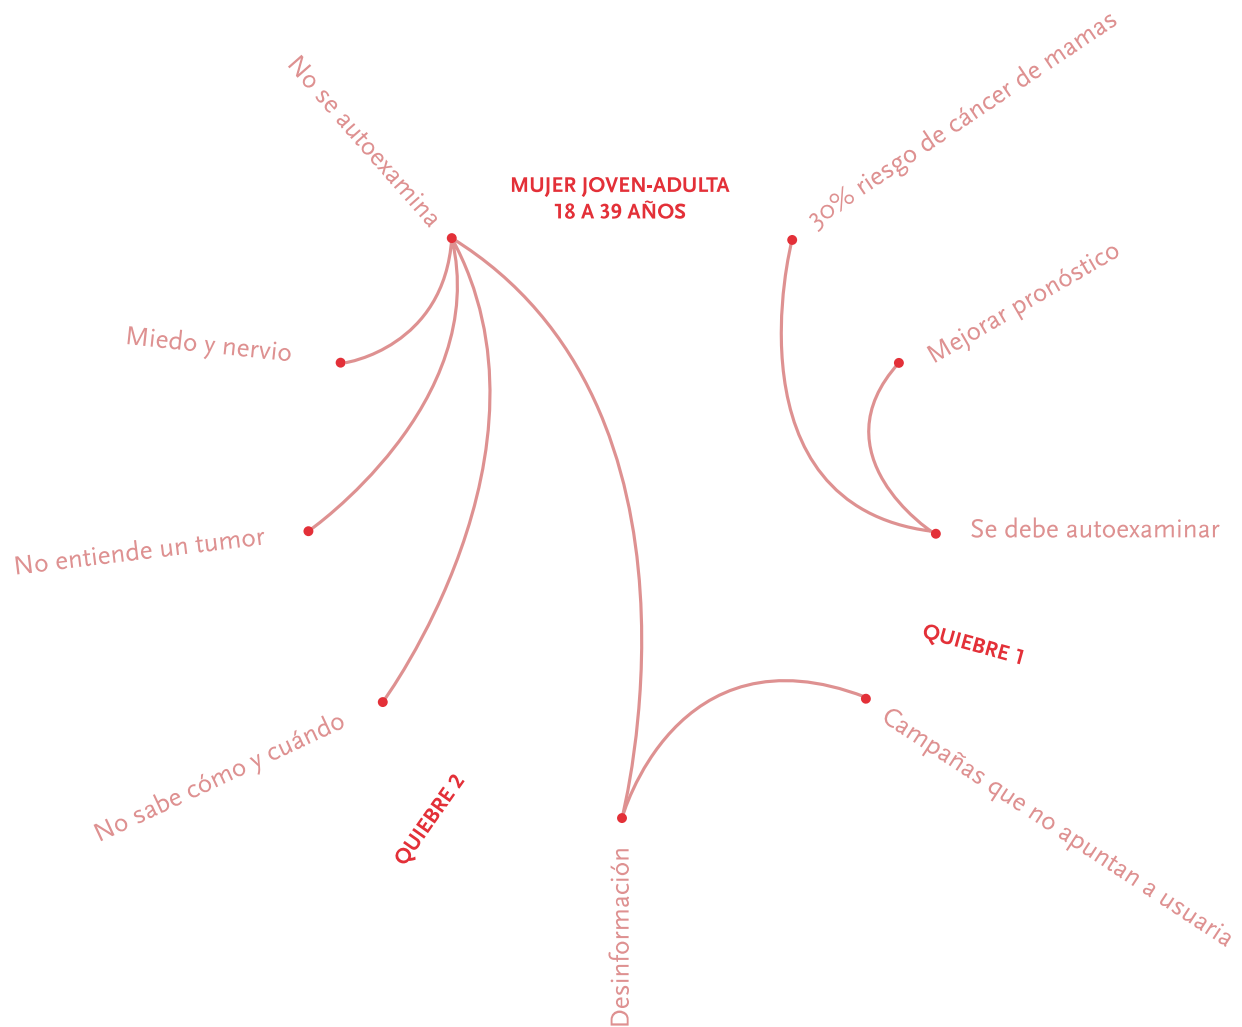 MUJER JOVEN-ADULTA
18 A 39 AÑOS
30% riesgo de cáncer de mamas
Mejorar pronóstico
Se debe autoexaminar
QUIEBRE 1
Campañas que no apuntan a usuaria
Desinformación
QUIEBRE 2
No sabe cómo y cuándo
No entiende un tumor
Miedo y nervio
No se autoexamina